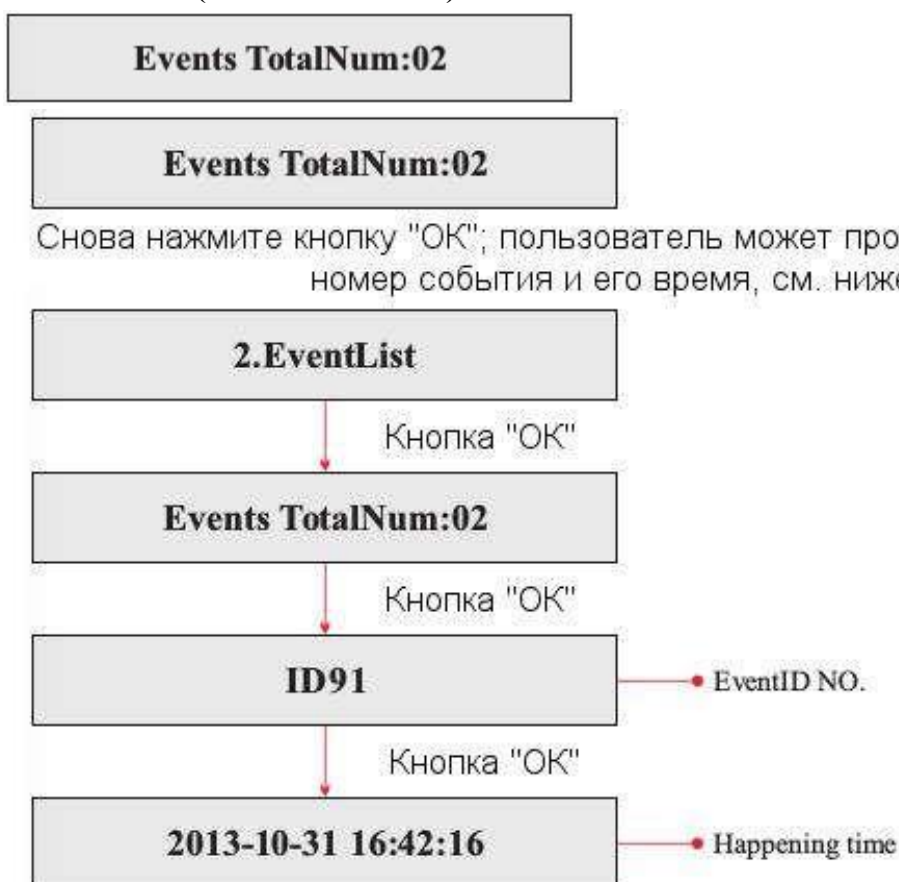 Events TotalNum:02
Events TotalNum:02
Снова нажмите кнопку "ОК"; пользователь может
номер события и его время, см. ниже
2.EventList
Кнопка "ОК"
Events TotalNum:02
Кнопка "ОК"
ID91
EventID NO.
Кнопка "ОК"
2013-10-31 16:42:16
Happening time